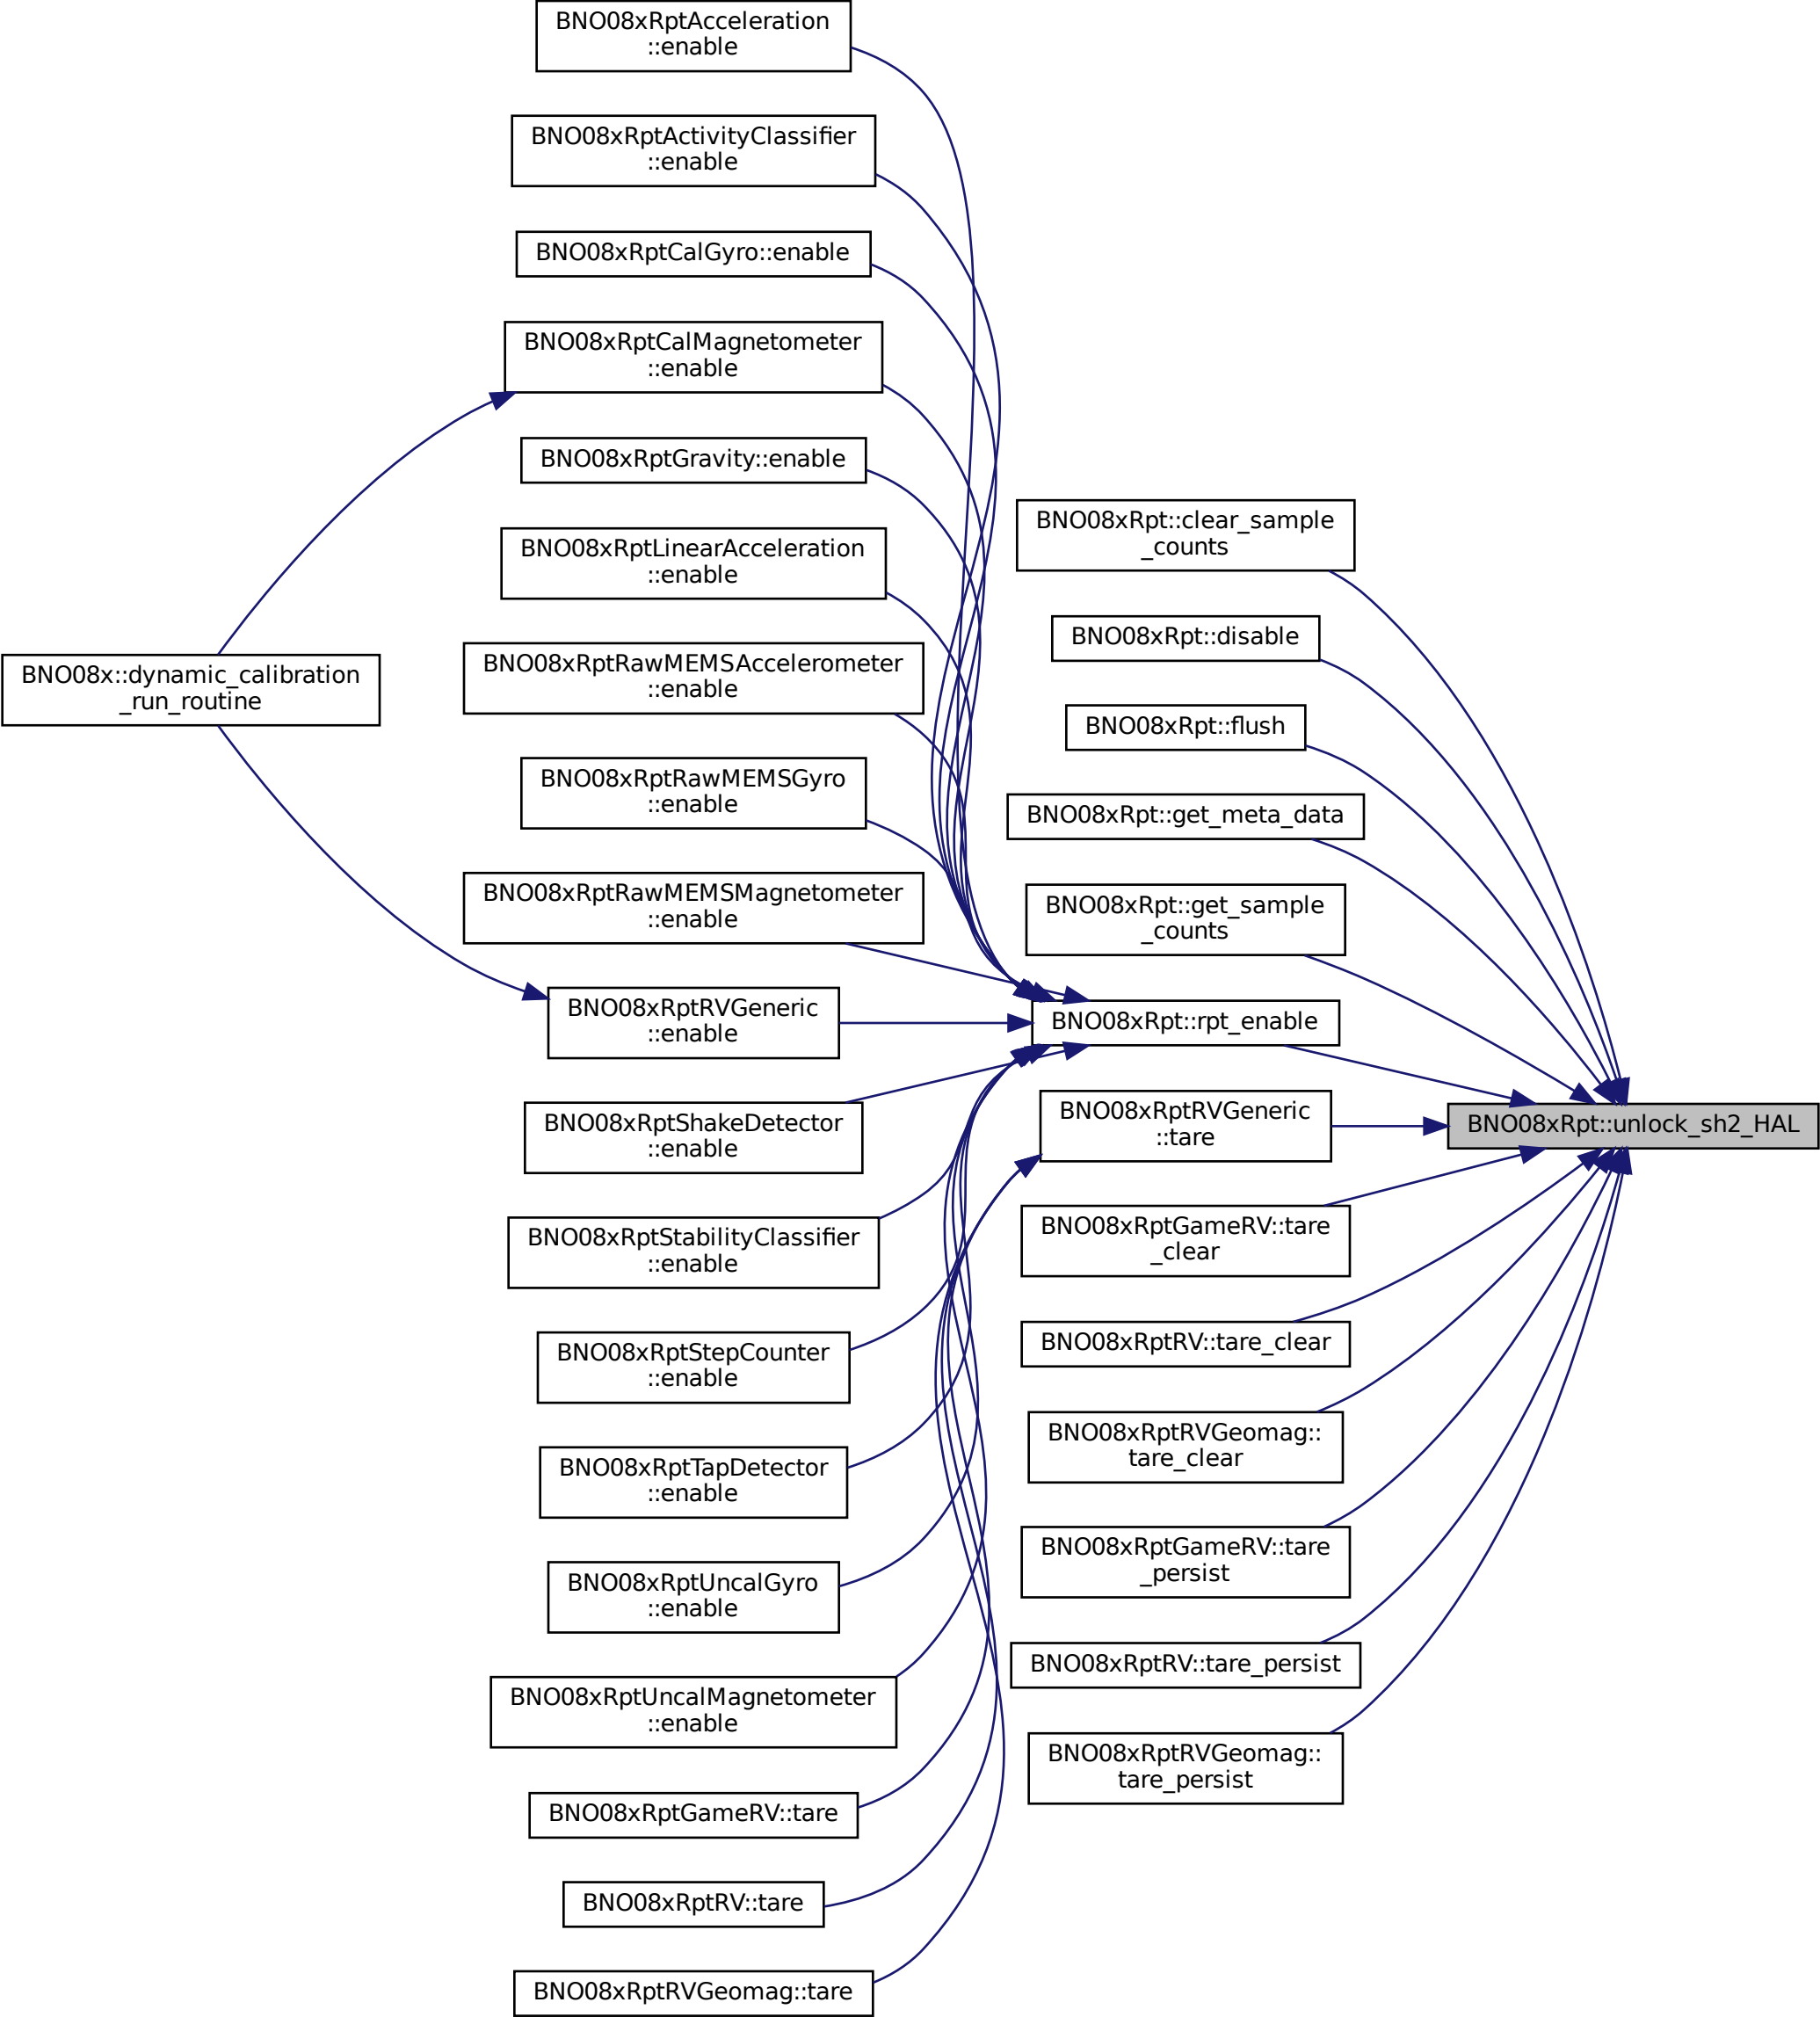 BNO08xRptAcceleration
::enable
BNO08xRptActivityClassifier
::enable
BNO08xRptCalGyro::enable
BNO08xRptCalMagnetometer
::enable
BNO08xRptGravity::enable
BNO08xRptLinearAcceleration
::enable
BNO08x::dynamic_calibration
_run_routine
BNO08xRptRawMEMSAccelerometer
::enable
BNO08xRptRawMEMSGyro
::enable
BNO08xRptRawMEMSMagnetometer
::enable
BNO08xRptRVGeneric
::enable
BNO08xRptShakeDetector
::enable
BNO08xRptStabilityClassifier
::enable
BNO08xRptStepCounter
::enable
BNO08xRptTapDetector
::enable
BNO08xRptUncalGyro
::enable
BNO08xRptUncalMagnetometer
::enable
BNO08xRptGameRV::tare
BNO08xRptRV::tare
BNO08xRptRVGeomag::tare
BNO08xRpt::clear_sample
_counts
BNO08xRpt::disable
BNO08xRpt::flush
BNO08xRpt::get_meta_data
BNO08xRpt::get_sample
_counts
BNO08xRpt::rpt_enable
BNO08xRptRVGeneric
::tare
BNO08xRptGameRV::tare
_clear
BNO08xRptRV::tare_clear
BNO08xRptRVGeomag::
tare_clear
BNO08xRptGameRV::tare
_persist
BNO08xRptRV::tare_persist
BNO08xRptRVGeomag::
tare_persist
BNO08xRpt::unlock_sh2_HAL